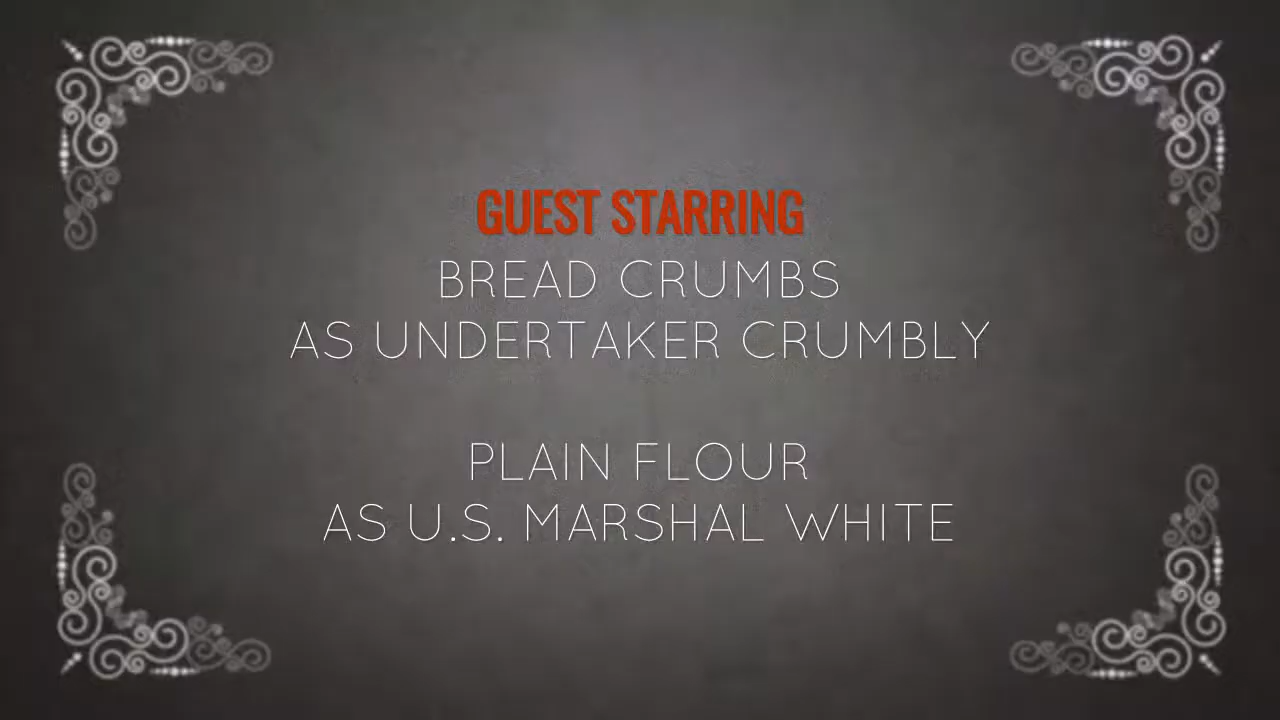 GUEST STARRING
BREAD CRUMBS
AS UNDERTAKER CRUMBLY
PLAIN FLOUR
AS U.S. MARSHAL WHITE